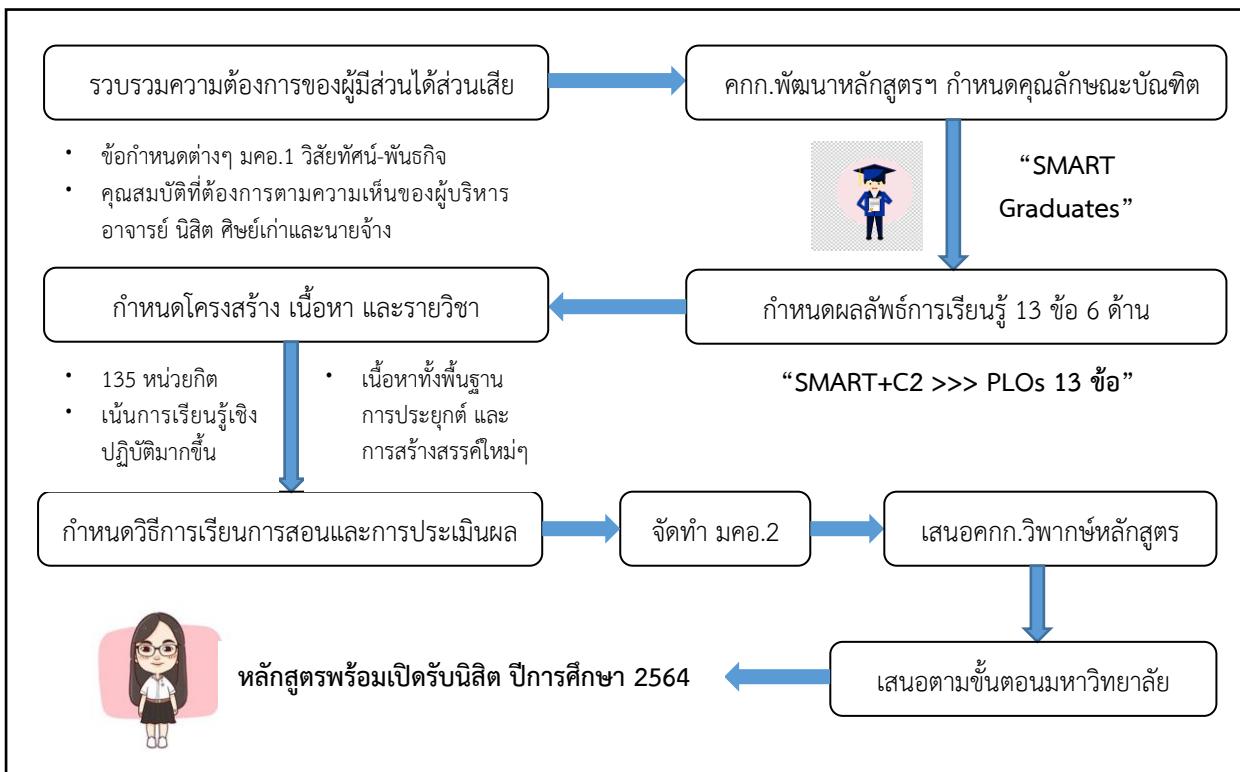 รวบรวมความต้องการของผู้มีส่วนได้ส่วนเสีย
คกก.พัฒนาหลักสูตรฯ กำหนดคุณลักษณะบัณฑิต
• ข้อกำหนดต่างๆ มคอ.1 วิสัยทัศน์-พันธกิจ
• คุณสมบัติที่ต้องการตามความเห็นของผู้บริหาร
อาจารย์ นิสิต ศิษย์เก่าและนายจ้าง
“SMART
Graduates”
กำหนดผลลัพธ์การเรียนรู้ 13 ข้อ 6 ด้าน
กำหนดโครงสร้าง เนื้อหา และรายวิชา
“SMART+C2 >>> PLOs 13 ข้อ”
• 135 หน่วยกิต
• เน้นการเรียนรู้เชิง
ปฏิบัติมากขึ้น
• เนื้อหาทั้งพื้นฐาน
การประยุกต์ และ
การสร้างสรรค์ใหม่ๆ
กำหนดวิธีการเรียนการสอนและการประเมินผล
จัดทำ มคอ.2
เสนอคกก.วิพากษ์หลักสูตร
เสนอตามขั้นตอนมหาวิทยาลัย
หลักสูตรพร้อมเปิดรับนิสิต ปีการศึกษา 2564